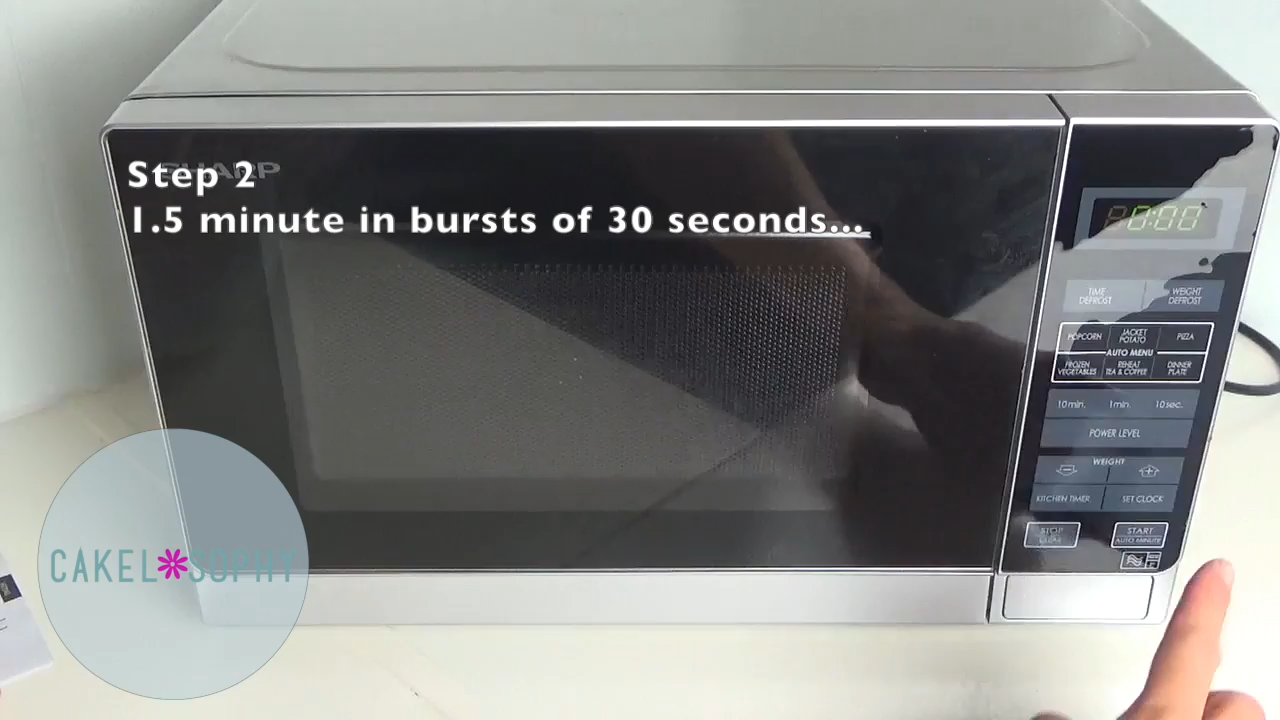 SHARP
Step 2
1.5 minute in bursts of 30 seconds...
0:00
TIME DEFROST
WEIGHT DEFROST
POPCORN
JACKET POTATO
PIZZA
AUTO MENU
FROZEN VEGETABLES
REHEAT TEA & COFFEE
DINNER PLATE
10min. 1min. 10sec.
POWER LEVEL
WEIGHT
KITCHEN TIMER
SET CLOCK
STOP
CLEAR
START
AUTO MINUTE
CAKELOSOPHY